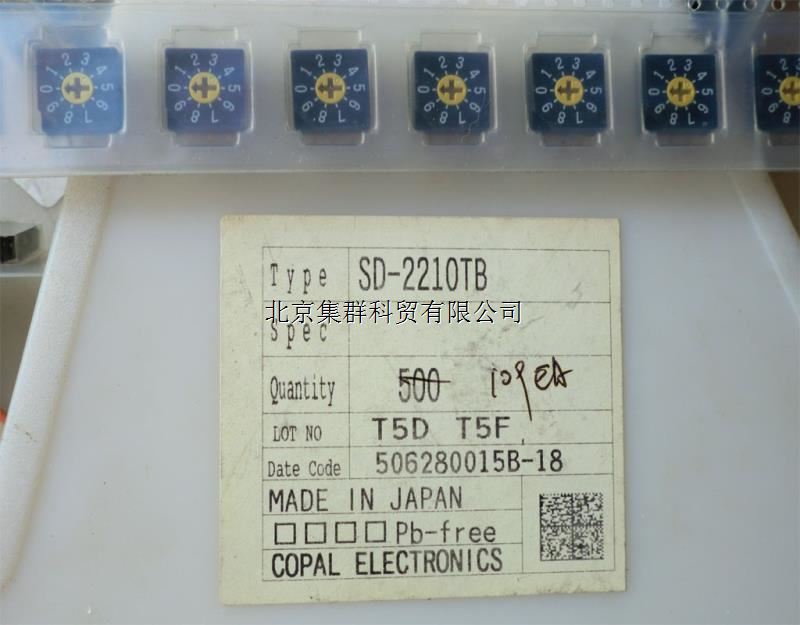 Type SD-2210TB
北京集群科贸有限公司
Spec
Quantity 500 109EA
LOT NO T5D T5F
Date Code 506280015B-18
MADE IN JAPAN
□□□□Pb-free
COPAL ELECTRONICS